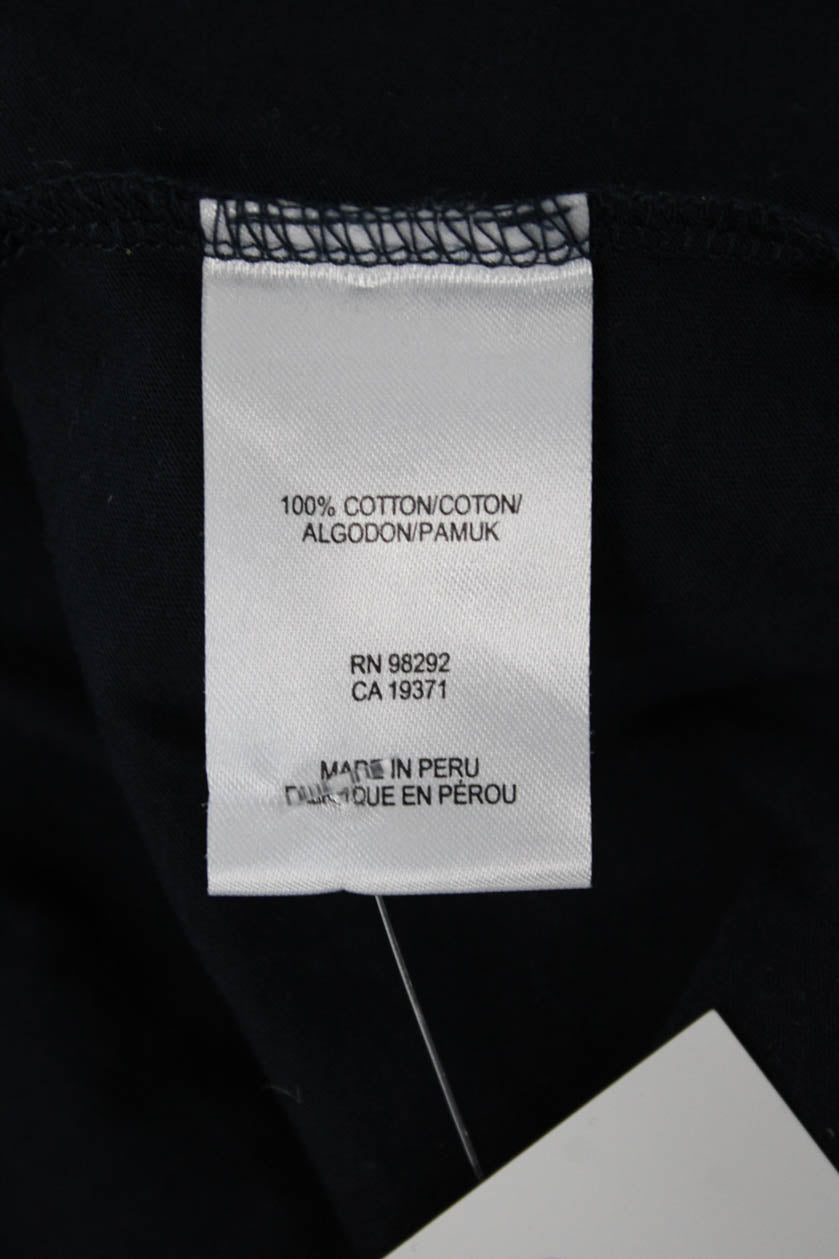 100% COTTON/COTON/
ALGODON/PAMUK
RN 98292
CA 19371
MADE IN PERU
EN PÉROU